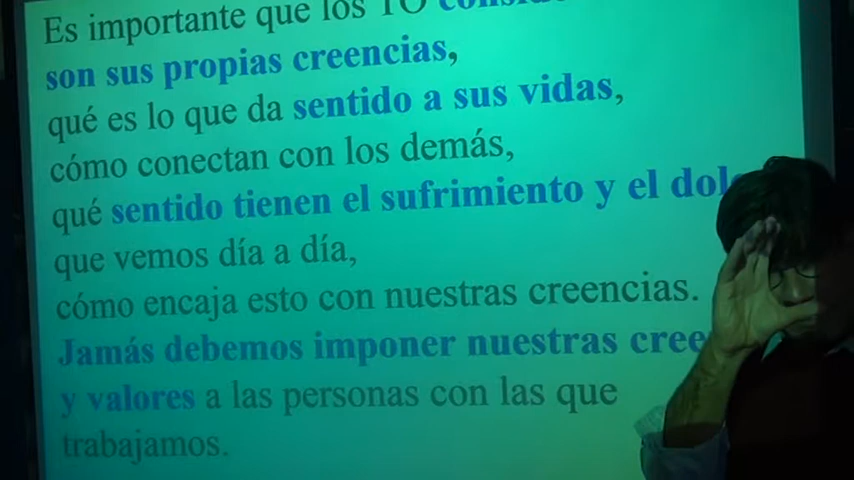 Es importante que los TO
son sus propias creencias,
qué es lo que da sentido a sus vidas,
cómo conectan con los demás,
qué sentido tienen el sufrimiento y el
que vemos día a día,
cómo encaja esto con nuestras creencias.
Jamás debemos imponer nuestras
y valores a las personas con las que
trabajamos.